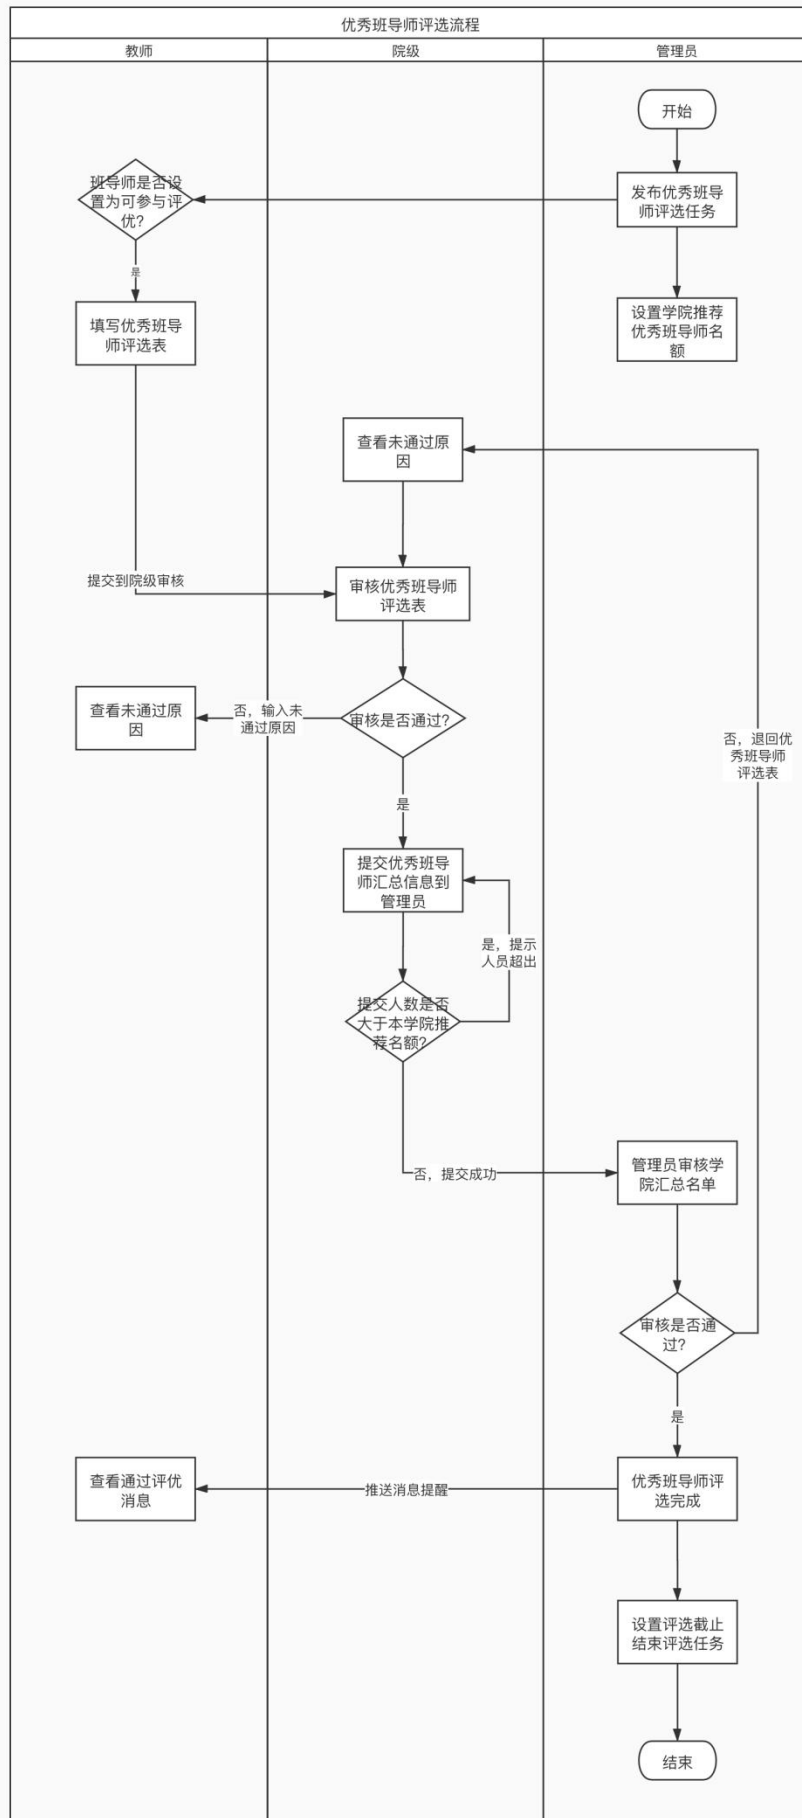 优秀班导师评选流程
教师
院级
管理员
开始
发布优秀班导
师评选任务
班导师是否设
置为可参与评
优?
是
填写优秀班导
师评选表
设置学院推荐
优秀班导师名
额
查看未通过原
因
提交到院级审核
审核优秀班导师
评选表
审核是否通过?
否，输入未
通过原因
查看未通过原
因
否，退回优
秀班导师
评选表
是
提交优秀班导
师汇总信息到
管理员
是，提示
人员超出
提交人数是否
大于本学院推
荐名额?
否，提交成功
管理员审核学
院汇总名单
审核是否通
过?
是
优秀班导师评
选完成
推送消息提醒
查看通过评优
消息
设置评选截止
结束评选任务
结束